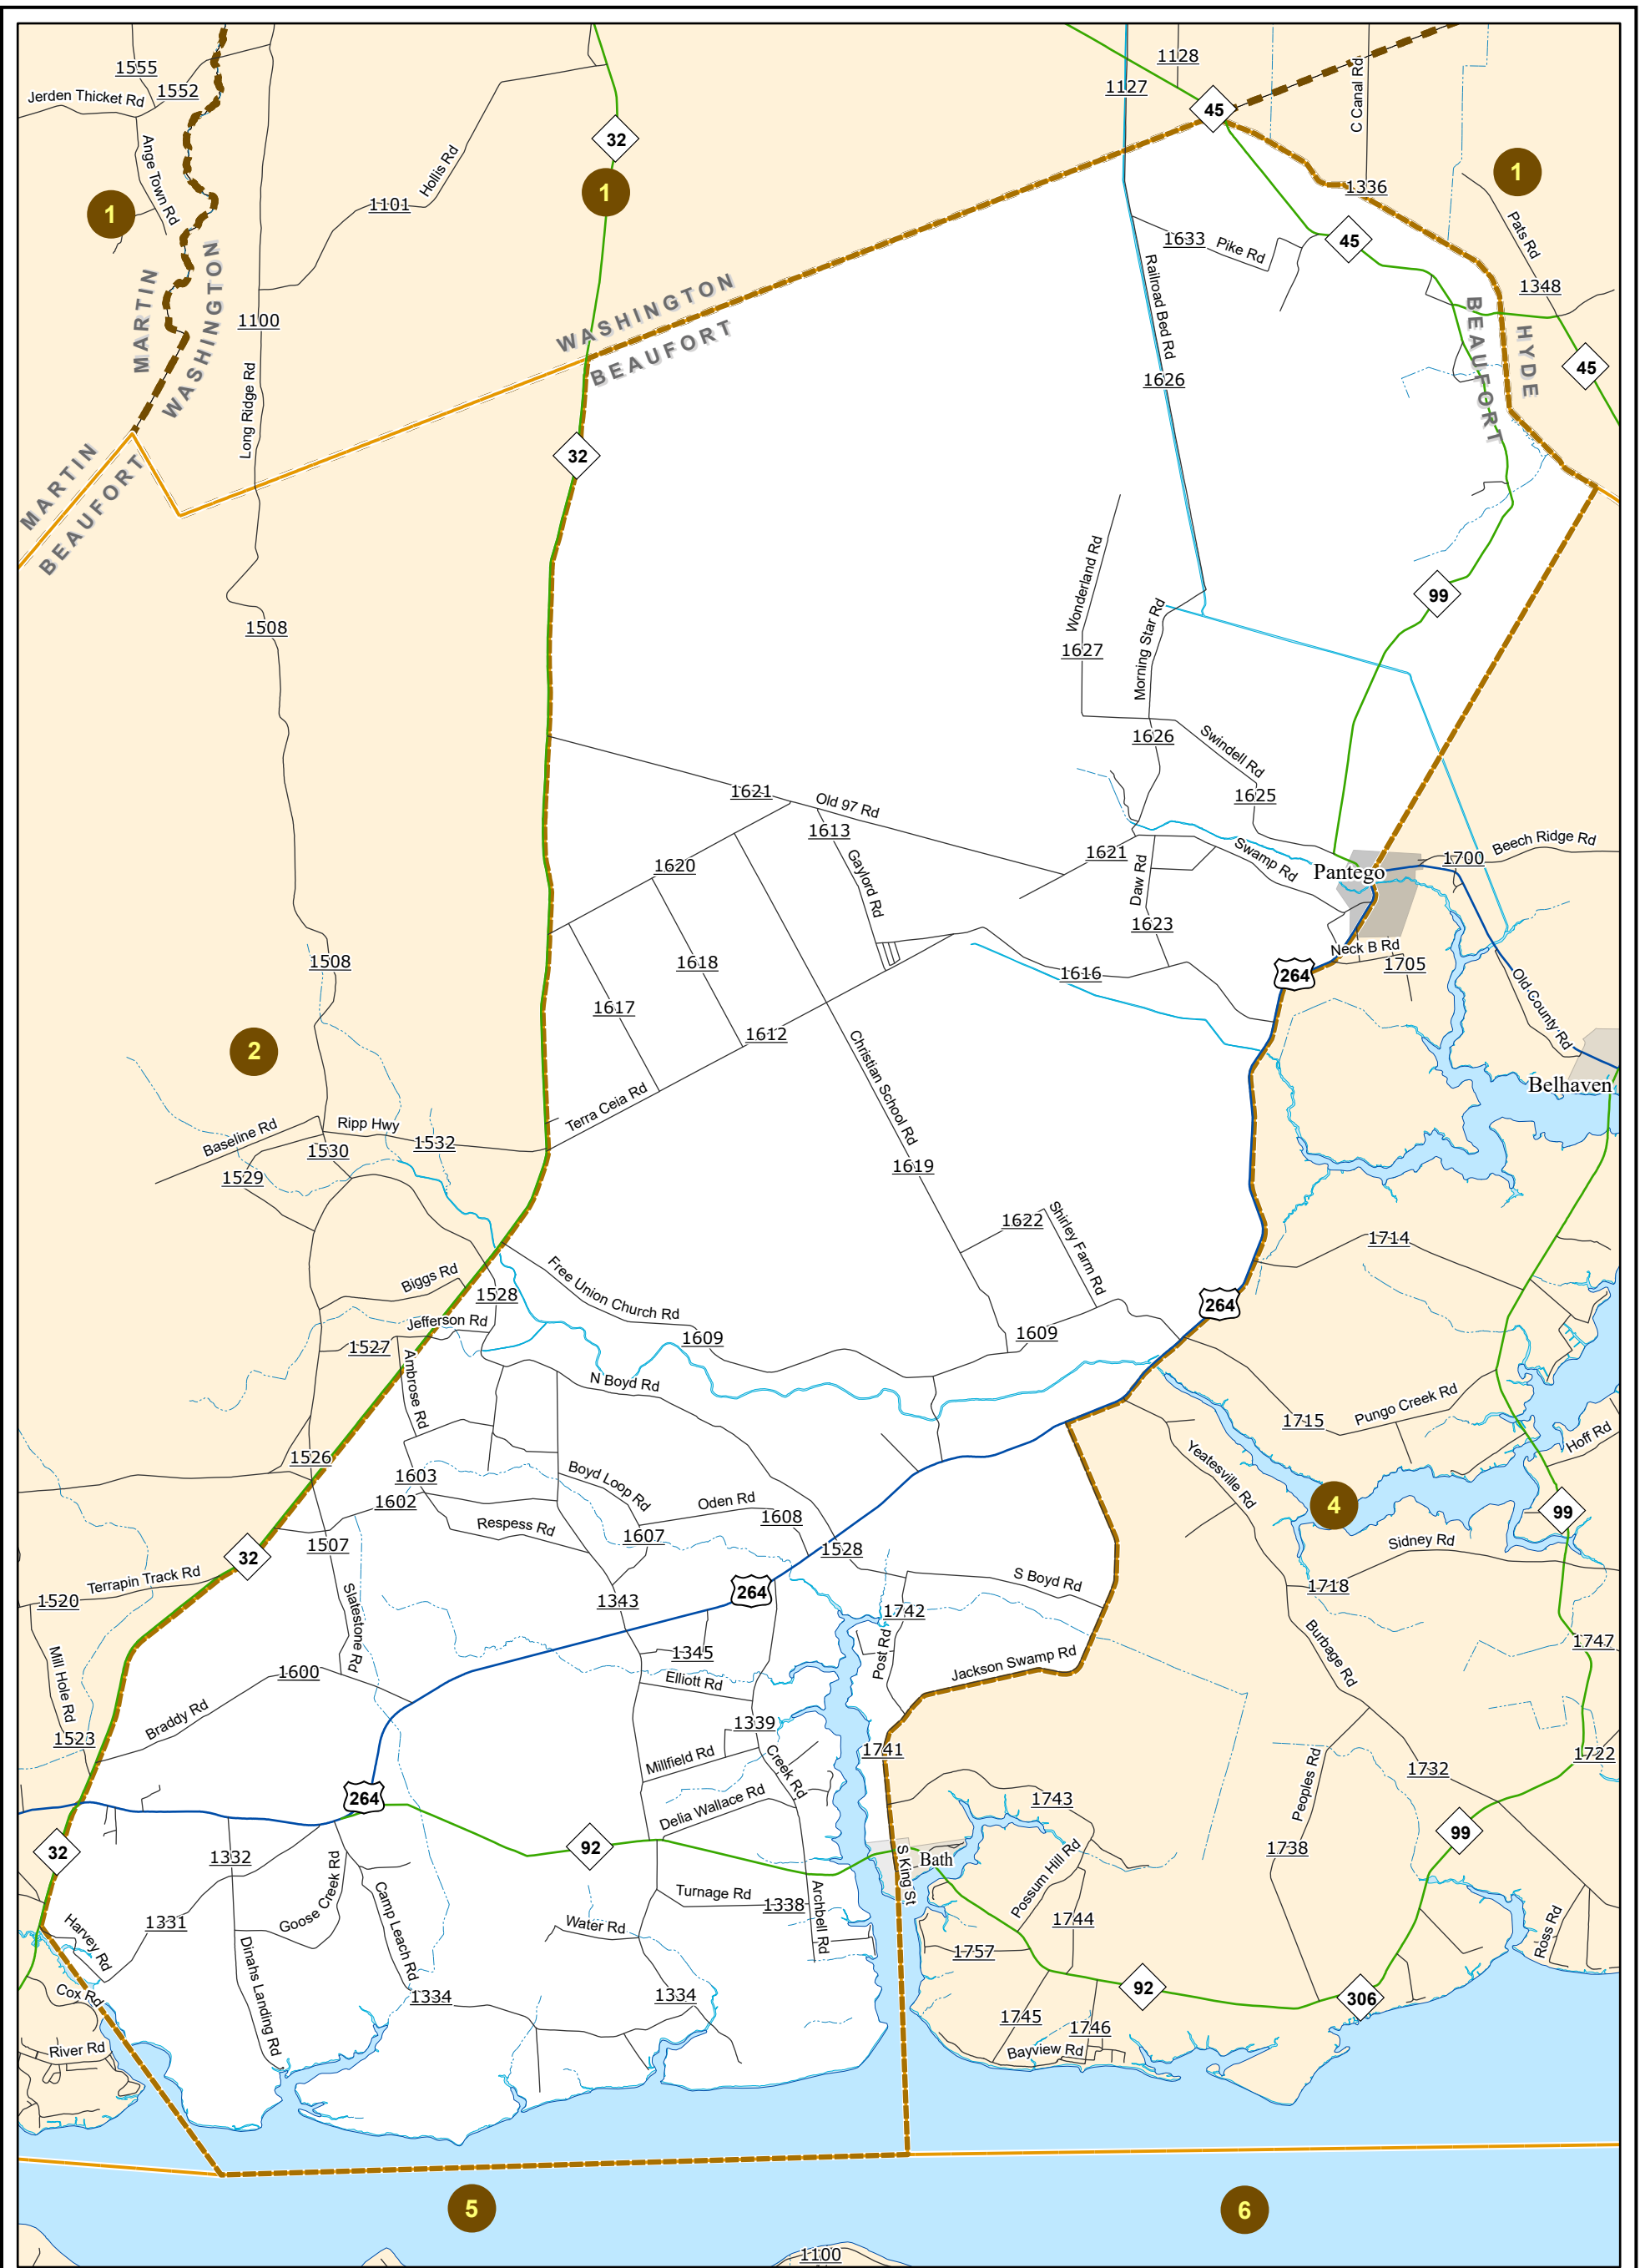 1555
1552
Jerden Thicket Rd
Ange Town Rd
1
MARTIN
WASHINGTON
1100
Long Ridge Rd
1101
Hollis Rd
32
1
WASHINGTON
BEAUFORT
32
MARTIN
BEAUFORT
1127
1128
45
C Canal Rd
1
1336
45
1633
Pike Rd
Railroad Bed Rd
1626
Pats Rd
1348
BEAUFORT
HYDE
45
99
Wonderland Rd
1627
Morning Star Rd
1626
Swindell Rd
1625
1508
1621
Old 97 Rd
1613
Gaylord Rd
1620
1618
1617
1612
Terra Ceia Rd
1621
Daw Rd
1623
Swamp Rd
Pantego
1700
Beech Ridge Rd
Neck B Rd
1705
264
1616
Old County Rd
Belhaven
1508
2
Christian School Rd
1619
1622
Shirley Farm Rd
Baseline Rd
Ripp Hwy
1532
1530
1529
1714
264
Biggs Rd
1528
Free Union Church Rd
1609
1609
Jefferson Rd
1527
Ambrose Rd
N Boyd Rd
1715
Pungo Creek Rd
Hoff Rd
Yeatesville Rd
4
99
1526
1603
1602
Boyd Loop Rd
Oden Rd
1608
1607
Respess Rd
1528
1507
32
Terrapin Track Rd
1520
Slatestone Rd
1343
264
S Boyd Rd
1742
Post Rd
Sidney Rd
1718
Burbage Rd
1747
Mill Hole Rd
1523
1600
Braddy Rd
1345
Elliott Rd
1339
Millfield Rd
Creek Rd
Delia Wallace Rd
Jackson Swamp Rd
1741
1743
1732
1722
Peoples Rd
1738
99
264
92
32
1332
Bath
S King St
Possum Hill Rd
1744
1757
1331
Harvey Rd
Goose Creek Rd
Camp Leach Rd
Dinahs Landing Rd
Turnage Rd
1338
Archbell Rd
Water Rd
1334
1334
Cox Rd
River Rd
92
306
Ross Rd
1745
1746
Bayview Rd
5
6
1100